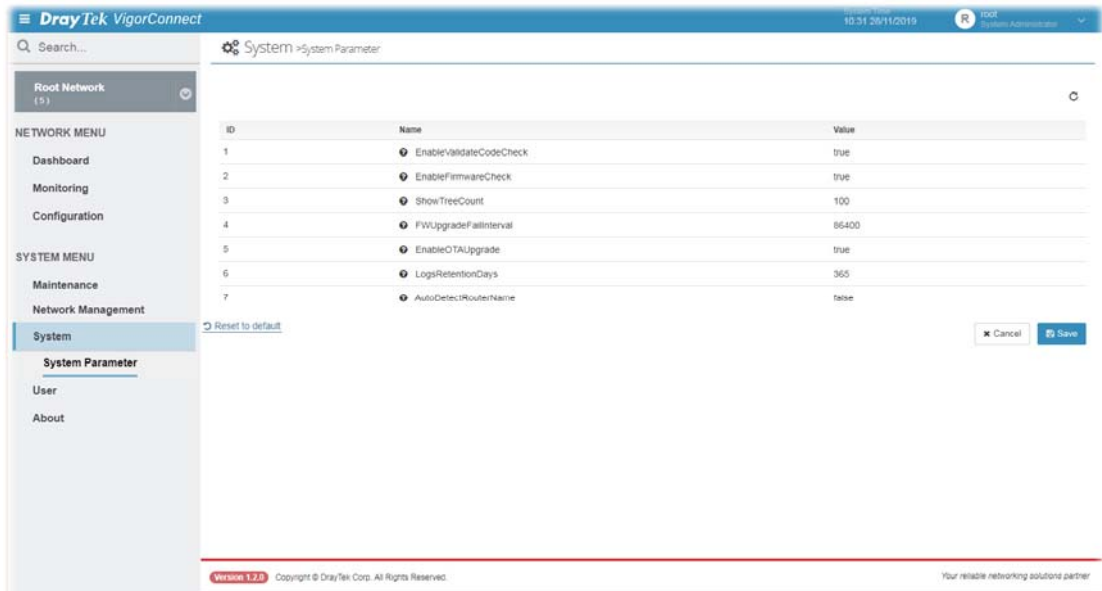 DrayTek VigorConnect
System Time
10:31 28/11/2019
R
root
System Administrator
Search...
System >System Parameter
Root Network
(5)
NETWORK MENU
Dashboard
Monitoring
Configuration
SYSTEM MENU
Maintenance
Network Management
System
System Parameter
User
About
ID Name Value
1 EnableValidateCodeCheck true
2 EnableFirmwareCheck true
3 ShowTreeCount 100
4 FWUpgradeFailInterval 86400
5 EnableOTAUpgrade true
6 LogsRetentionDays 365
7 AutoDetectRouterName false
Reset to default
Cancel
Save
Version 1.2.0 Copyright © DrayTek Corp. All Rights Reserved.
Your reliable networking solutions partner